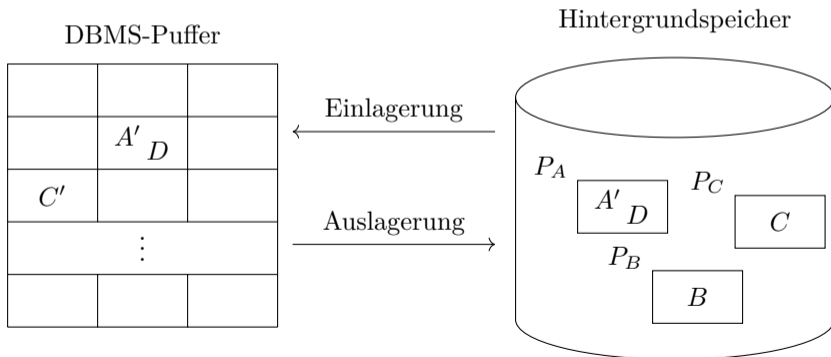 DBMS-Puffer
Hintergrundspeicher
Einlagerung
A′ D
C′
⋮
Auslagerung
P_A
A′ D
P_C
C
P_B
B